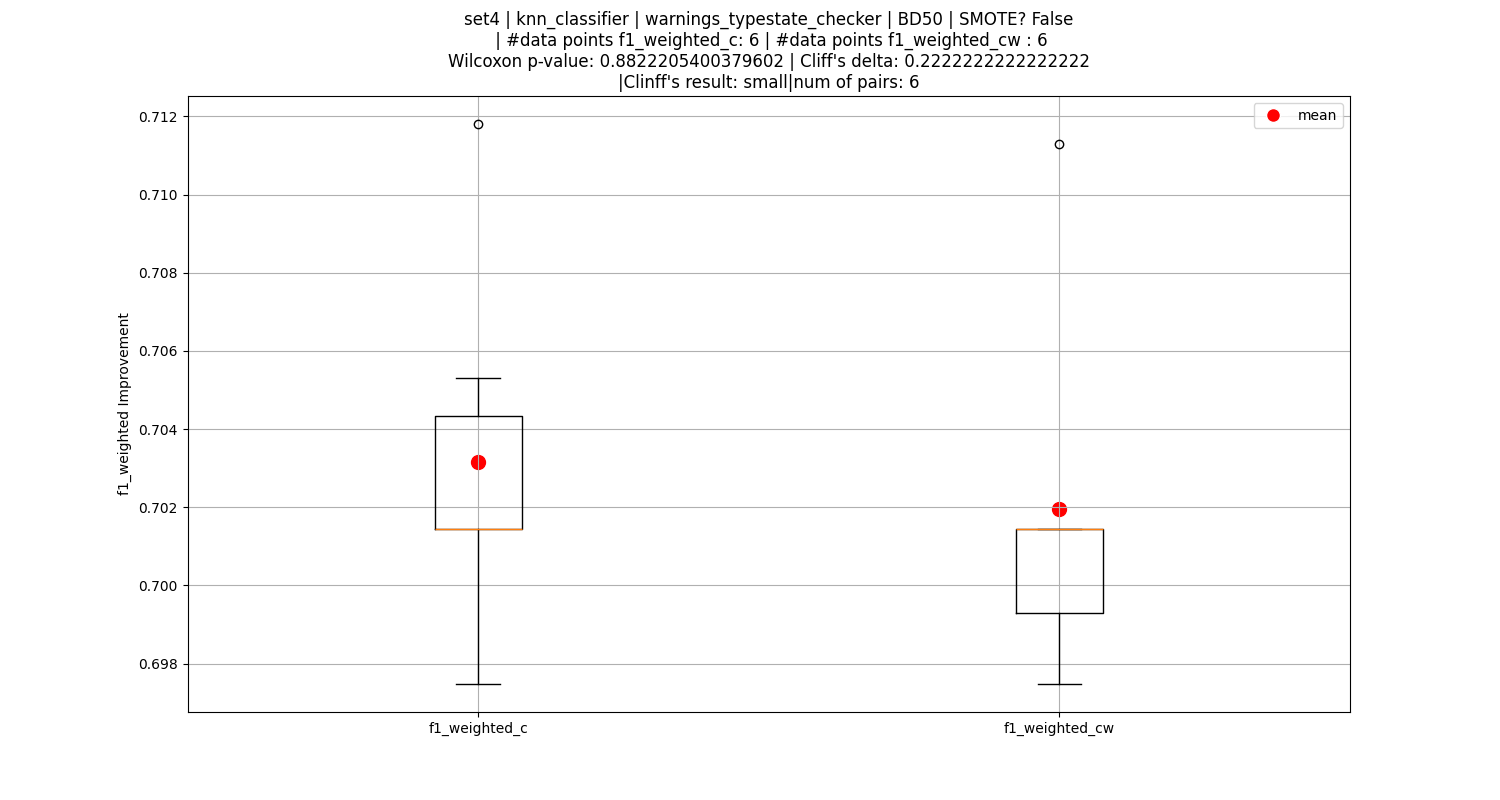 set4 | knn_classifier | warnings_typestate_checker | BD50 | SMOTE? False
| #data points f1_weighted_c: 6 | #data points f1_weighted_cw : 6
Wilcoxon p-value: 0.8822205400379602 | Cliff's delta: 0.2222222222222222
|Clinff's result: small|num of pairs: 6
mean
0.712
0.710
0.708
0.706
0.704
0.702
0.700
0.698
f1_weighted Improvement
f1_weighted_c
f1_weighted_cw